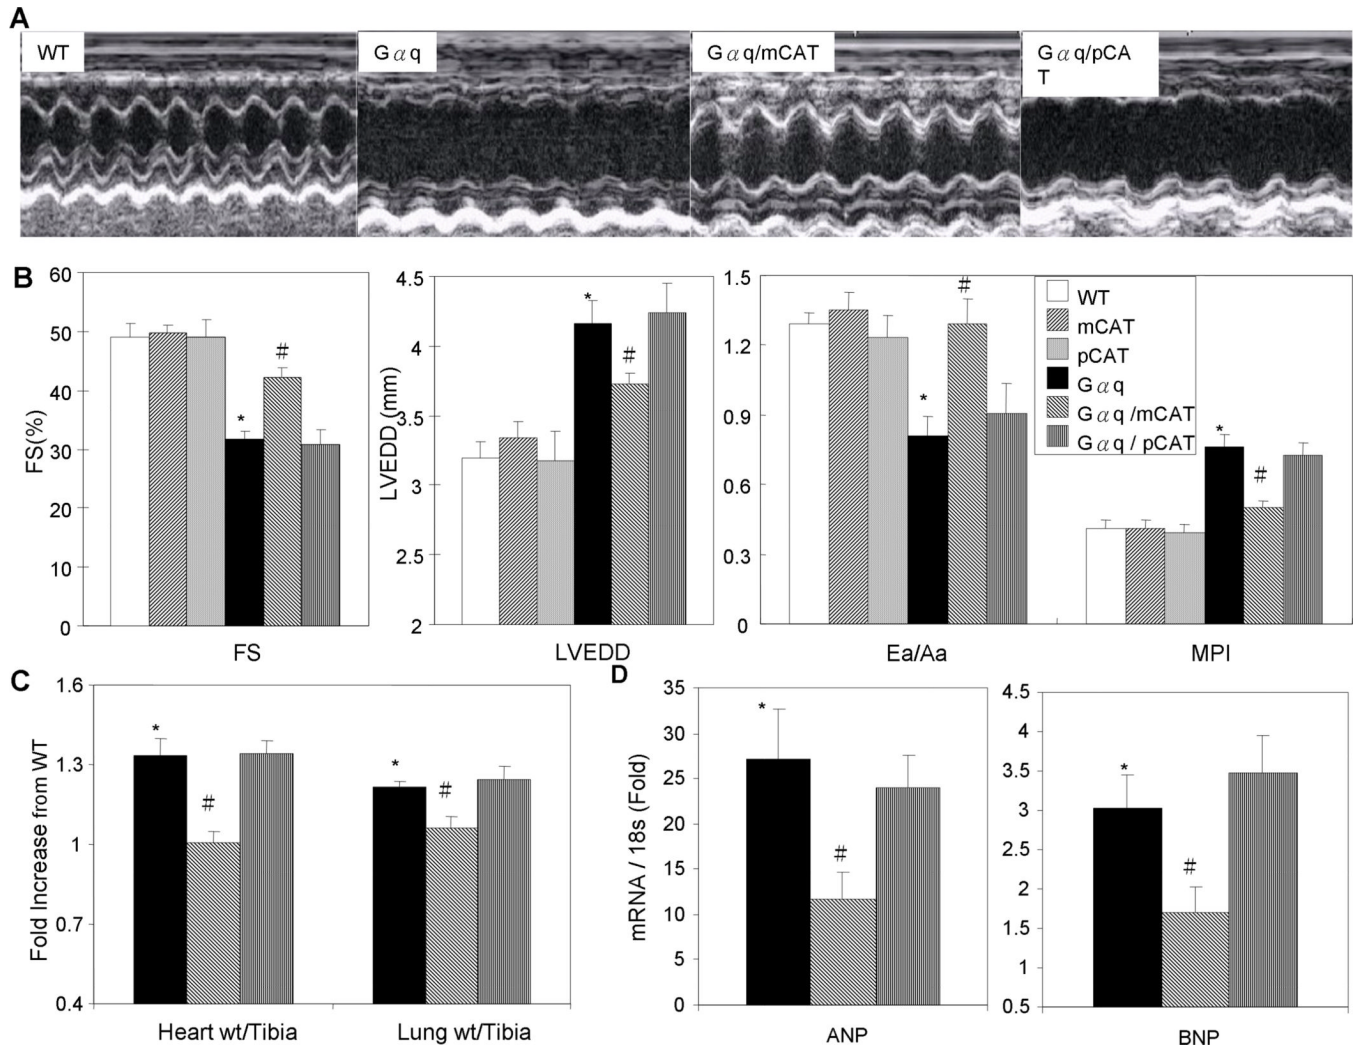 A
WT
Gαq
Gαq/mCAT
Gαq/pCA
T
B
60
50
40
30
20
10
0
FS(%)
*
#
FS
4.5
4
3.5
3
2.5
2
LVEDD (mm)
*
#
LVEDD
1.5
1.2
0.9
0.6
0.3
0
*
#
*
#
Ea/Aa
MPI
WT
mCAT
pCAT
Gαq
Gαq /mCAT
Gαq / pCAT
C
1.6
1.3
1
0.7
0.4
Fold Increase from WT
*
#
*
#
Heart wt/Tibia
Lung wt/Tibia
D
35
30
25
20
15
10
5
0
mRNA / 18s (Fold)
*
#
ANP
4.5
4
3.5
3
2.5
2
1.5
1
0.5
*
#
BNP